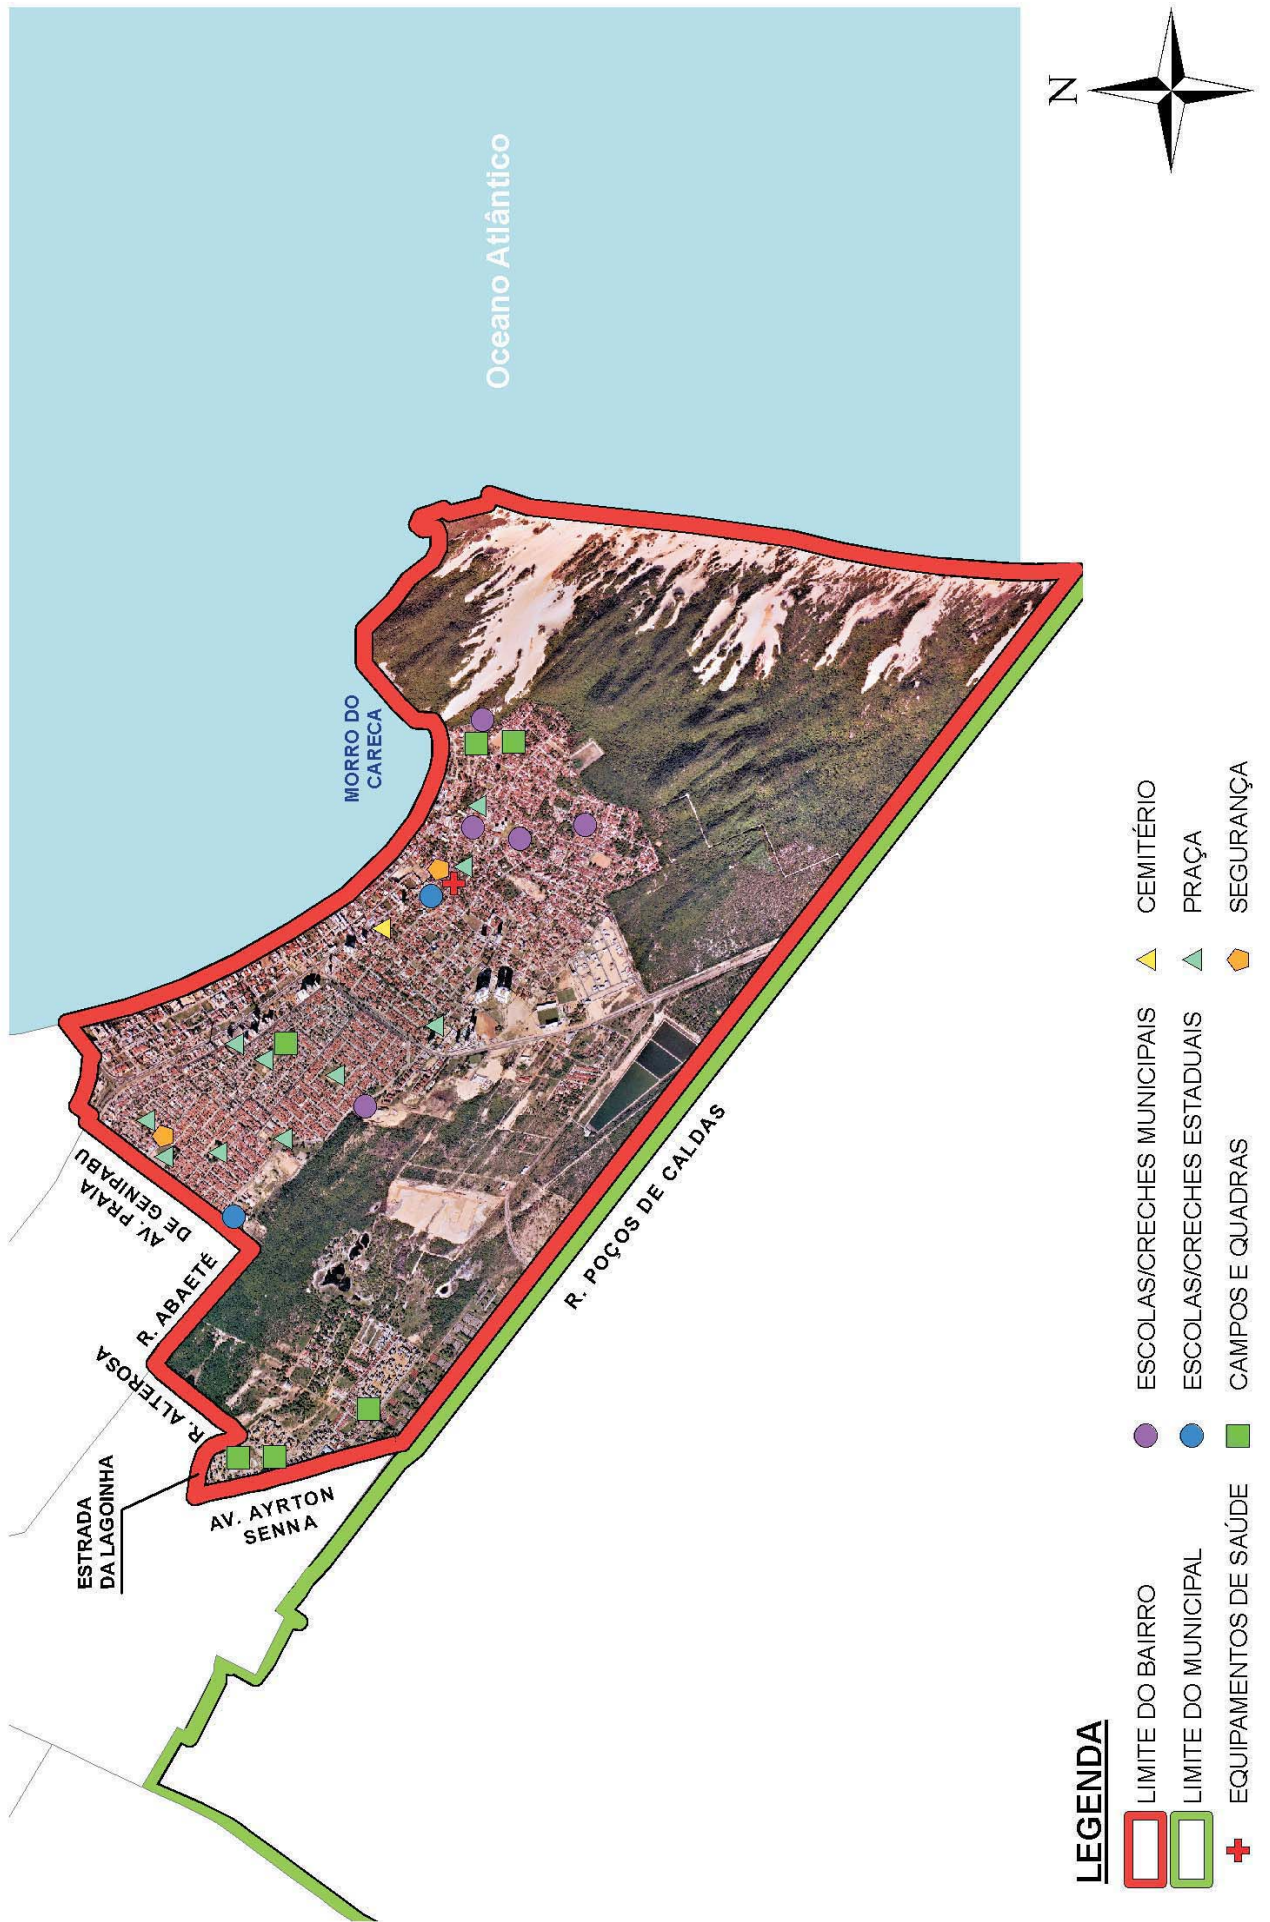 N
Oceano Atlântico
MORRO DO
CARECA
AV. PRAIA
DE GENIPABU
R. ABAETÉ
R. ALTEROSA
ESTRADA
DA LAGOINHA
AV. AYRTON
SENNA
R. POÇOS DE CALDAS
LEGENDA
LIMITE DO BAIRRO
LIMITE DO MUNICIPAL
EQUIPAMENTOS DE SAÚDE
ESCOLAS/CRECHES MUNICIPAIS
ESCOLAS/CRECHES ESTADUAIS
CAMPOS E QUADRAS
CEMITÉRIO
PRAÇA
SEGURANÇA